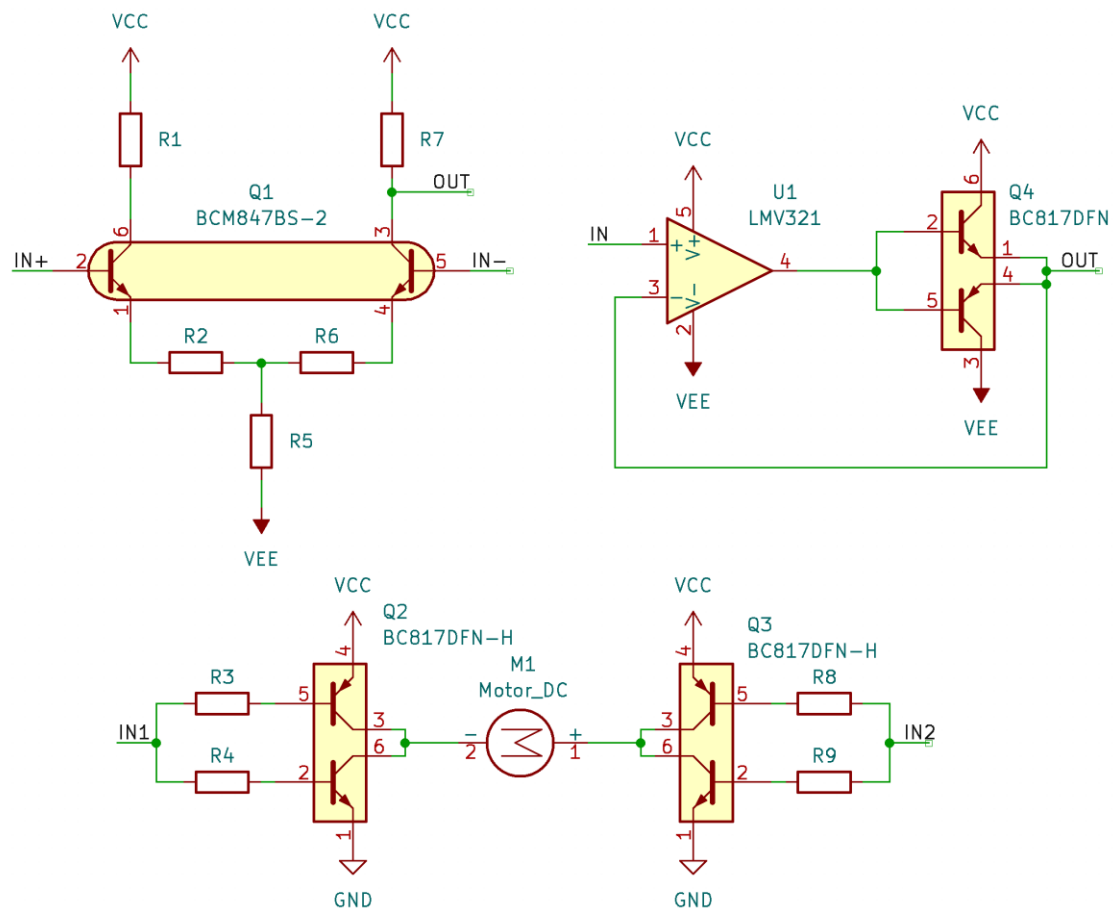 VCC
VCC
R1
R7
OUT
Q1
BCM847BS-2
6
3
IN+
2
5
IN-
1
4
R2
R6
R5
VEE
VCC
VCC
U1
LMV321
6
Q4
BC817DFN
IN
5
1
+
V+
4
2
1
OUT
4
3
-
V-
5
2
3
VEE
VEE
VCC
Q2
BC817DFN-H
VCC
Q3
BC817DFN-H
4
M1
Motor_DC
4
R3
5
5
R8
IN1
3
-
2
M
+
1
3
IN2
6
6
R4
2
2
R9
1
1
GND
GND